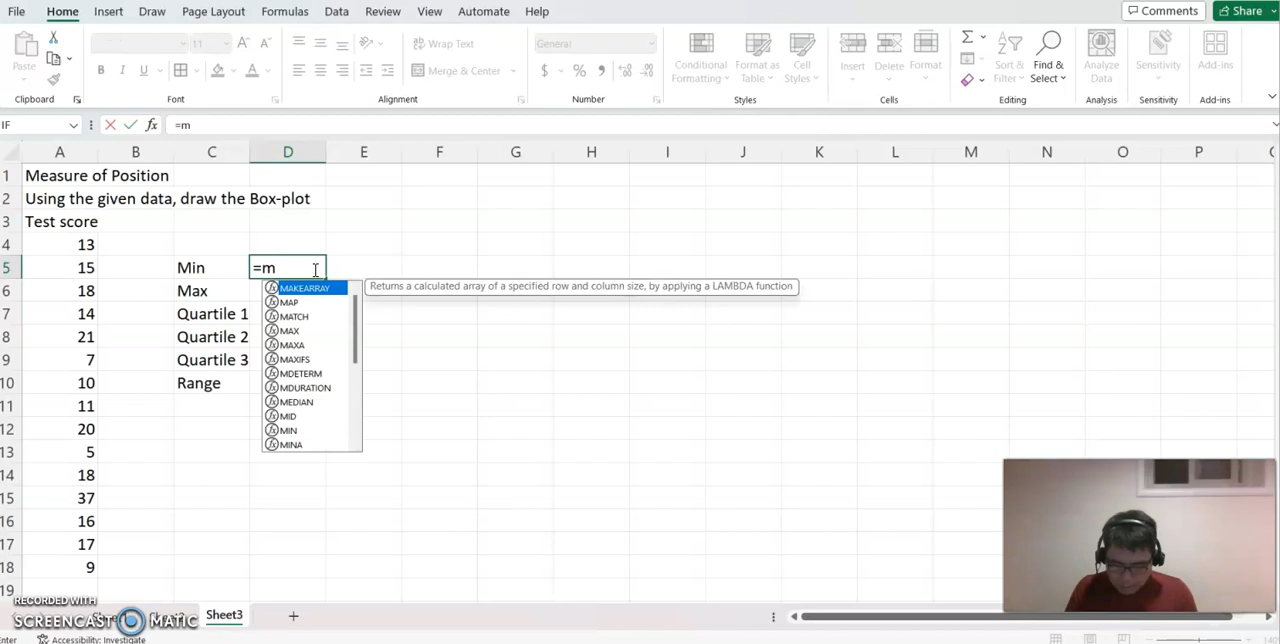 File Home Insert Draw Page Layout Formulas Data Review View Automate Help Comments Share
11 Wrap Text General
Paste B I U Merge & Center $ % Conditional Formatting Format as Table Cell Styles Insert Delete Format Sort & Filter Find & Select Analyze Data Sensitivity Add-ins
Clipboard Font Alignment Number Styles Cells Editing Analysis Sensitivity Add-ins
IF fx =m
A B C D E F G H I J K L M N O P
1 Measure of Position
2 Using the given data, draw the Box-plot
3 Test score
4 13
5 15 Min =m
MAKEARRAY Returns a calculated array of a specified row and column size, by applying a LAMBDA function
6 18 Max
MAP
7 14 Quartile 1 MATCH
MAX
8 21 Quartile 2 MAXA
9 7 Quartile 3 MAXIFS
MDETERM
10 10 Range MDURATION
MEDIAN
11 11
MID
12 20 MIN
MINA
13 5
14 18
15 37
16 16
17 17
18 9
19
RECORDED WITH
SCREENCAST MATIC Sheet3
Accessibility: Investigate